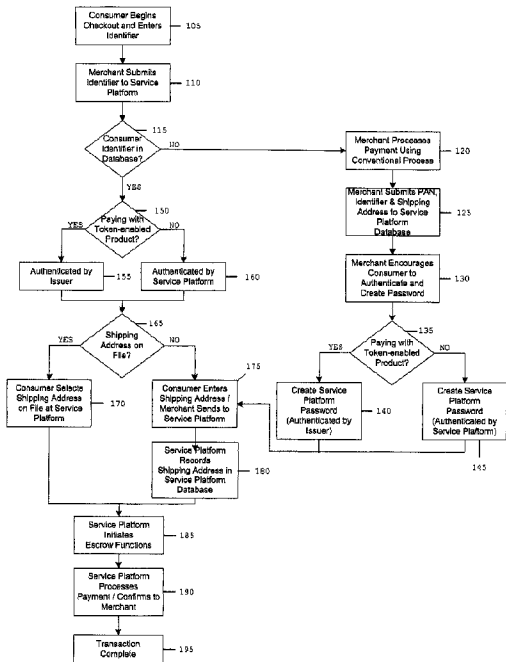 Consumer Begins
Checkout and Enters
Identifier
105
Merchant Submits
Identifier to Service
Platform
110
115
Consumer
Identifier in
Database?
NO
YES
Merchant Processes
Payment Using
Conventional Process
120
Merchant Submits PAN,
Identifier & Shipping
Address to Service
Platform
Database
125
150
Paying with
Token-enabled
Product?
YES
NO
Authenticated by
Issuer
155
Authenticated by
Service Platform
160
Merchant Encourages
Consumer to
Authenticate and
Create Password
130
165
Shipping
Address on
File?
YES
NO
135
Paying with
Token-enabled
Product?
YES
NO
Consumer Selects
Shipping Address
on File at Service
Platform
170
175
Consumer Enters
Shipping Address /
Merchant Sends to
Service Platform
Create Service
Platform
Password
(Authenticated by
Issuer)
140
Create Service
Platform
Password
(Authenticated by
Service Platform)
145
Service Platform
Records
Shipping Address in
Service Platform
Database
180
Service Platform
Initiates
Escrow Functions
185
Service Platform
Processes
Payment / Confirms to
Merchant
190
Transaction
Complete
195